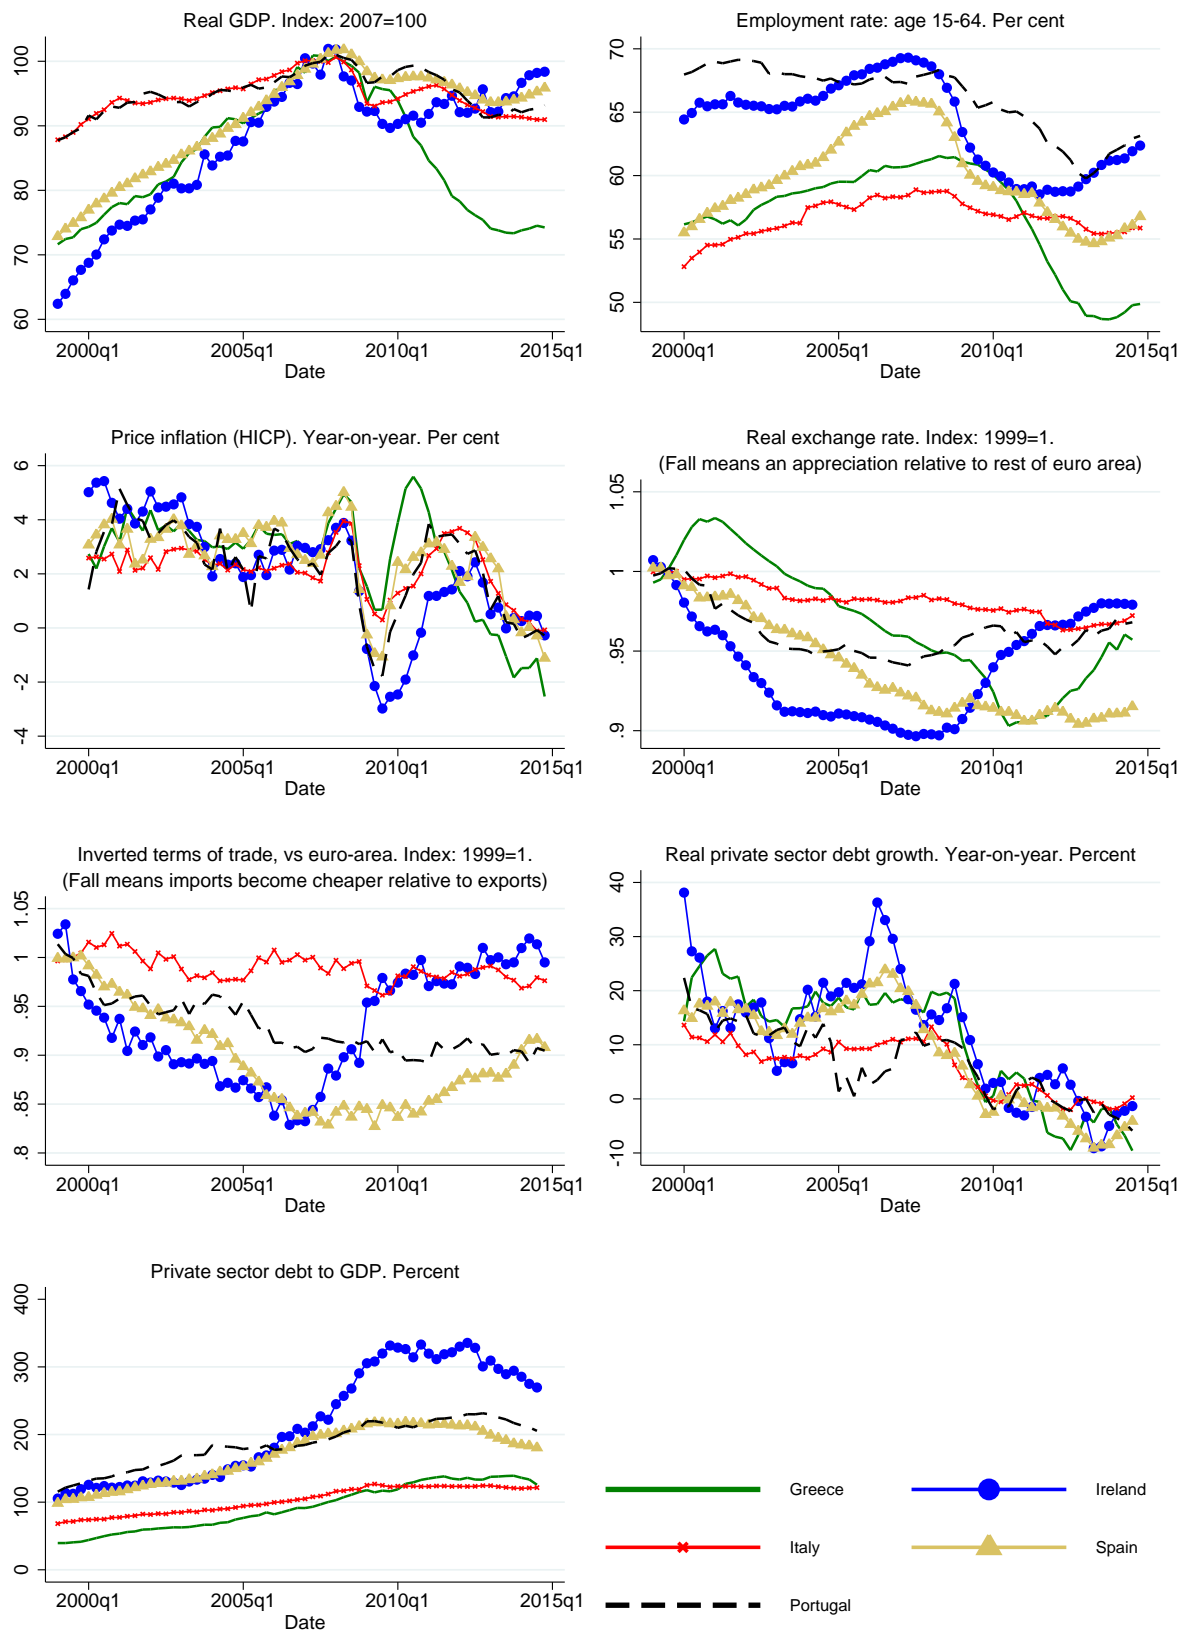 Real GDP. Index: 2007=100
100
90
80
70
60
2000q1 2005q1 2010q1 2015q1
Date
Employment rate: age 15-64. Per cent
70
65
60
55
50
2000q1 2005q1 2010q1 2015q1
Date
Price inflation (HICP). Year-on-year. Per cent
6
4
2
0
-2
-4
2000q1 2005q1 2010q1 2015q1
Date
Real exchange rate. Index: 1999=1.
(Fall means an appreciation relative to rest of euro area)
1.05
1
.95
.9
2000q1 2005q1 2010q1 2015q1
Date
Inverted terms of trade, vs euro-area. Index: 1999=1.
(Fall means imports become cheaper relative to exports)
1.05
1
.95
.9
.85
.8
2000q1 2005q1 2010q1 2015q1
Date
Real private sector debt growth. Year-on-year. Percent
40
30
20
10
0
-10
2000q1 2005q1 2010q1 2015q1
Date
Private sector debt to GDP. Percent
400
300
200
100
0
2000q1 2005q1 2010q1 2015q1
Date
Greece Ireland
Italy Spain
Portugal